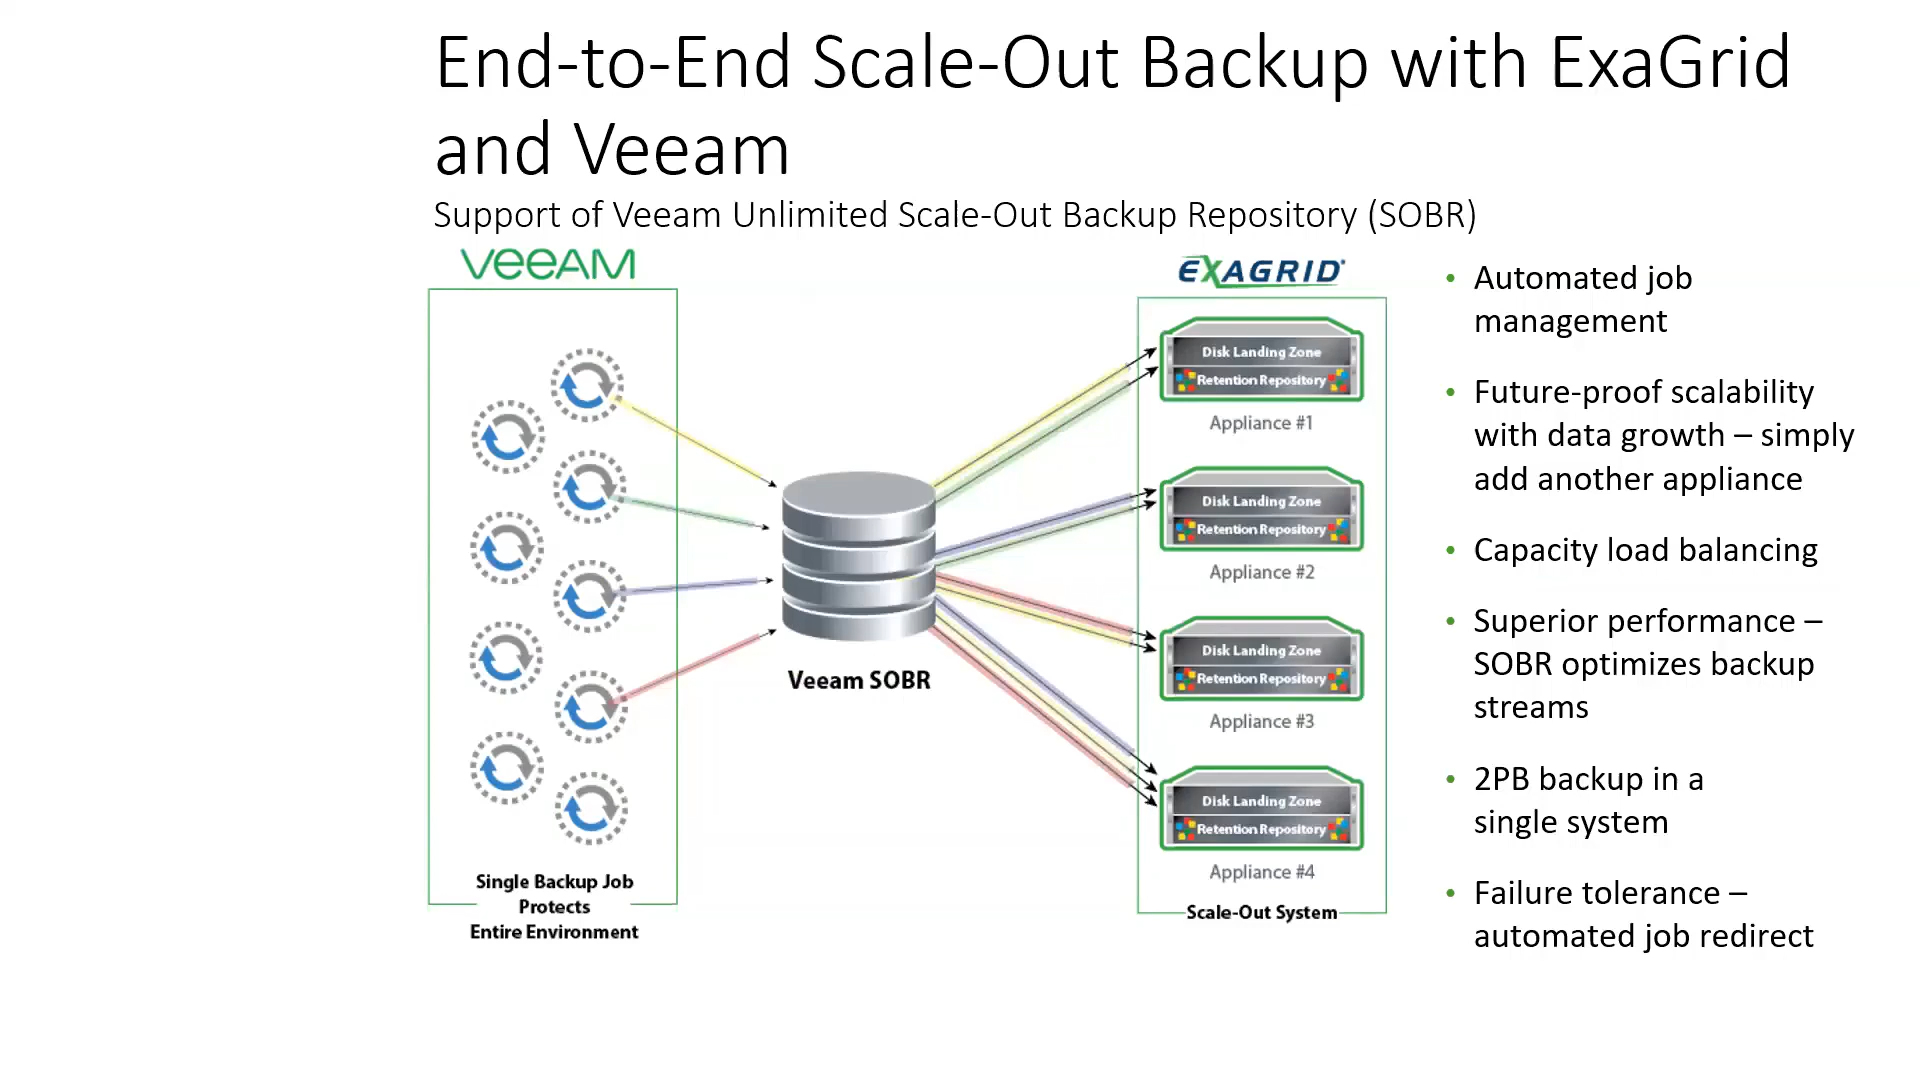 End-to-End Scale-Out Backup with ExaGrid
and Veeam
Support of Veeam Unlimited Scale-Out Backup Repository (SOBR)
VEEAM
Single Backup Job
Protects
Entire Environment
Veeam SOBR
EXAGRID®
Disk Landing Zone
Retention Repository
Appliance #1
Disk Landing Zone
Retention Repository
Appliance #2
Disk Landing Zone
Retention Repository
Appliance #3
Disk Landing Zone
Retention Repository
Appliance #4
Scale-Out System
• Automated job
management
• Future-proof scalability
with data growth – simply
add another appliance
• Capacity load balancing
• Superior performance –
SOBR optimizes backup
streams
• 2PB backup in a
single system
• Failure tolerance –
automated job redirect